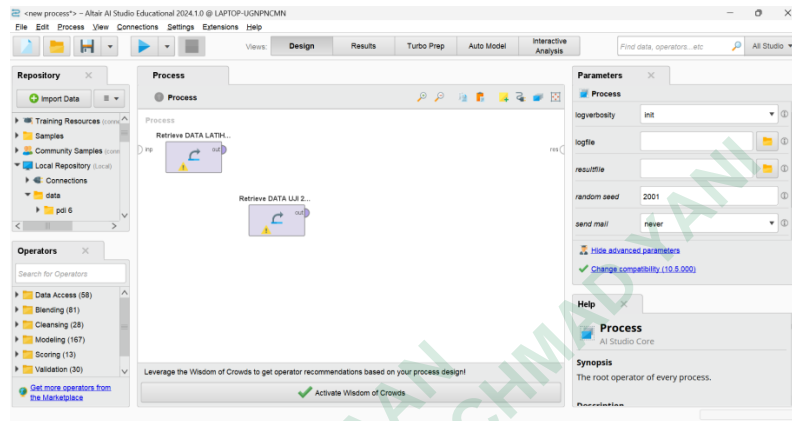 <new process*> – Altair AI Studio Educational 2024.1.0 @ LAPTOP-UGNPNCMN
File Edit Process View Connections Settings Extensions Help
Views: Design Results Turbo Prep Auto Model Interactive Analysis Find data, operators...etc All Studio
Repository
Import Data
Training Resources (conne
Samples
Community Samples (conn
Local Repository (Local)
Connections
data
pdi 6
Operators
Search for Operators
Data Access (58)
Blending (81)
Cleansing (28)
Modeling (167)
Scoring (13)
Validation (30)
Get more operators from
the Marketplace
Process
Process
Process
inp
res
Retrieve DATA LATIH...
out
Retrieve DATA UJI 2...
out
Leverage the Wisdom of Crowds to get operator recommendations based on your process design!
Activate Wisdom of Crowds
Parameters
Process
logverbosity init
logfile
resultfile
random seed 2001
send mail never
Hide advanced parameters
Change compatibility (10.5.000)
Help
Process
AI Studio Core
Synopsis
The root operator of every process.
Description
CHMAD YANI